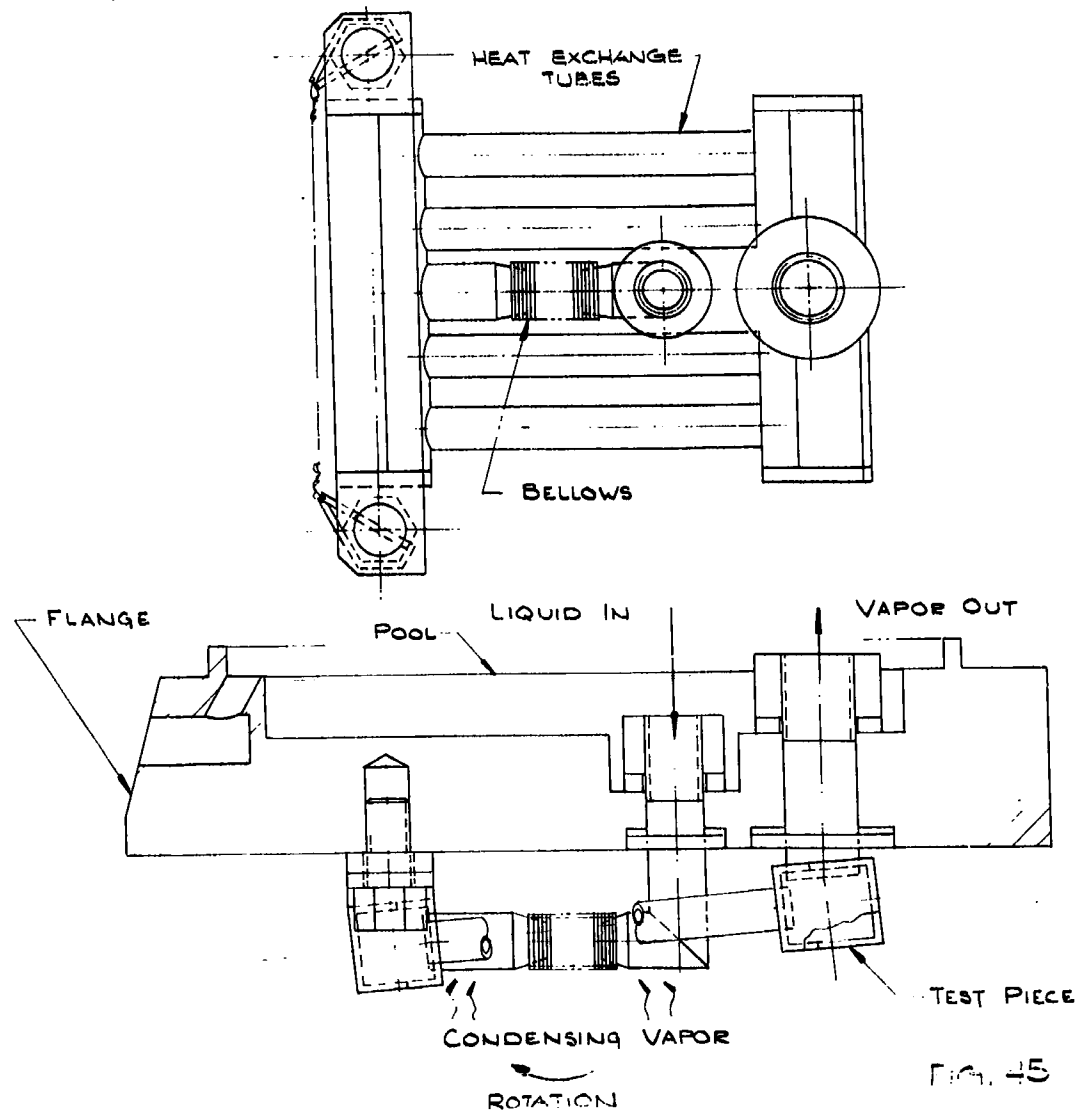 HEAT EXCHANGE
TUBES
BELLOWS
FLANGE
POOL
LIQUID IN
VAPOR OUT
TEST PIECE
CONDENSING VAPOR
ROTATION
FIG. 45